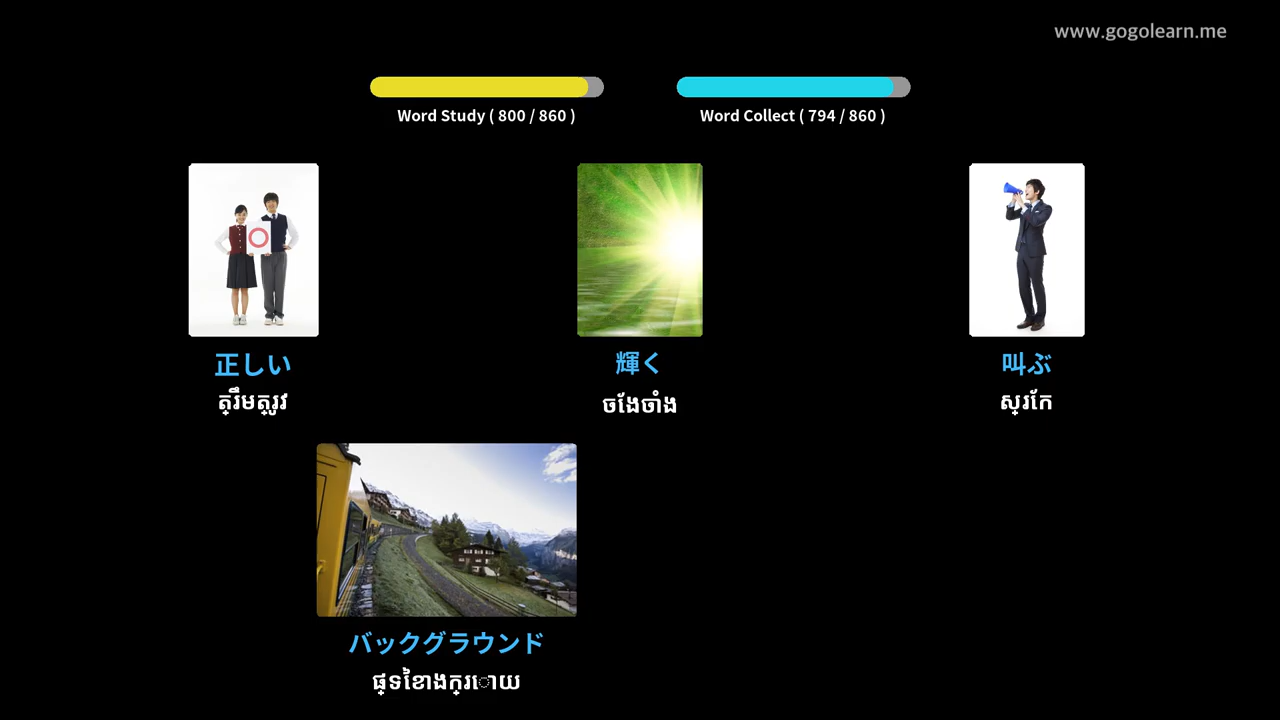 www.gogolearn.me
Word Study ( 800 / 860 )
Word Collect ( 794 / 860 )
正しい
ត្រឹមត្រូវ
輝く
ចែងចាំង
叫ぶ
ស្រែក
バックグラウンド
ផ្ទៃខាងក្រោយ